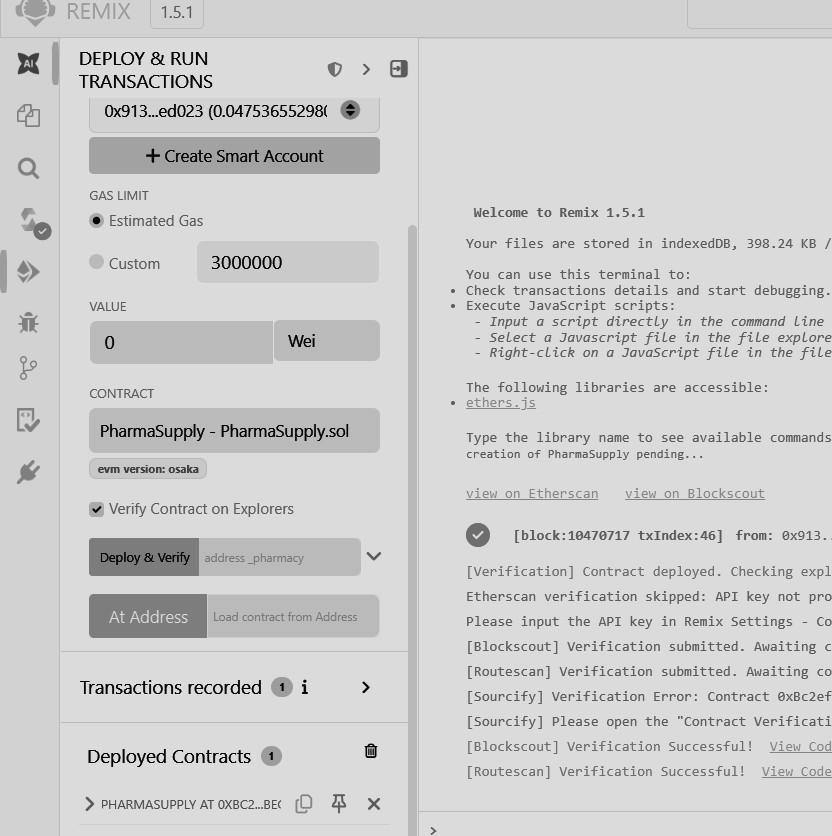 REMIX 1.5.1
DEPLOY & RUN
TRANSACTIONS
0x913...ed023 (0.047536552980
Create Smart Account
GAS LIMIT
Estimated Gas
Custom 3000000
VALUE
0 Wei
CONTRACT
PharmaSupply - PharmaSupply.sol
evm version: osaka
Verify Contract on Explorers
Deploy & Verify address _pharmacy
At Address Load contract from Address
Transactions recorded 1 i
Deployed Contracts 1
PHARMASUPPLY AT 0XBC2...BE
AI
Welcome to Remix 1.5.1
Your files are stored in indexedDB, 398.24 KB /
You can use this terminal to:
• Check transactions details and start debugging.
• Execute JavaScript scripts:
- Input a script directly in the command line
- Select a Javascript file in the file explore
- Right-click on a JavaScript file in the file
The following libraries are accessible:
• ethers.js
Type the library name to see available commands
creation of PharmaSupply pending...
view on Etherscan view on Blockscout
[block:10470717 txIndex:46] from: 0x913..
[Verification] Contract deployed. Checking expl
Etherscan verification skipped: API key not pro
Please input the API key in Remix Settings - Co
[Blockscout] Verification submitted. Awaiting c
[Routescan] Verification submitted. Awaiting co
[Sourcify] Verification Error: Contract 0xBc2ef
[Sourcify] Please open the "Contract Verificati
[Blockscout] Verification Successful! View Cod
[Routescan] Verification Successful! View Code
>